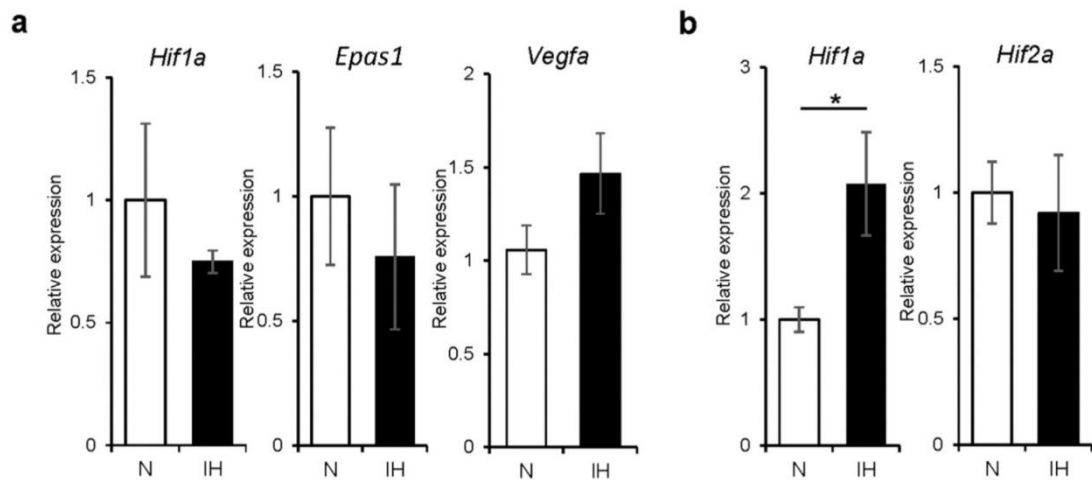 a
Hif1a
Relative expression
1.5
1
0.5
0
N IH
Epas1
Relative expression
1.5
1
0.5
0
N IH
Vegfa
Relative expression
2
1.5
1
0.5
0
N IH
b
Hif1a
Relative expression
3
2
1
0
*
N IH
Hif2a
Relative expression
1.5
1
0.5
0
N IH